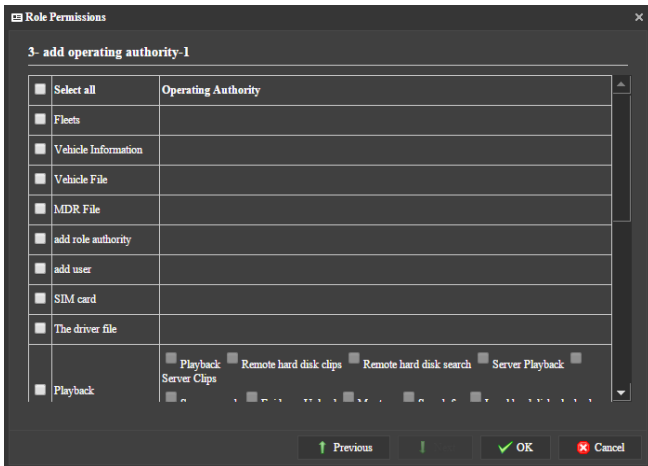 Role Permissions
3- add operating authority-1
Select all Operating Authority
Fleets
Vehicle Information
Vehicle File
MDR File
add role authority
add user
SIM card
The driver file
Playback Remote hard disk clips Remote hard disk search Server Playback
Server Clips
Playback
Previous OK Cancel